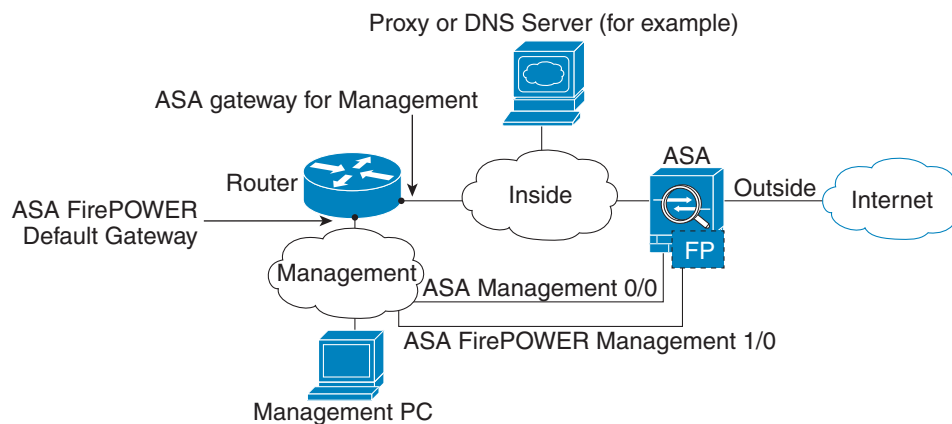 Proxy or DNS Server (for example)
ASA gateway for Management
ASA
Router
Inside
Outside
Internet
ASA FirePOWER
Default Gateway
FP
Management
ASA Management 0/0
ASA FirePOWER Management 1/0
Management PC